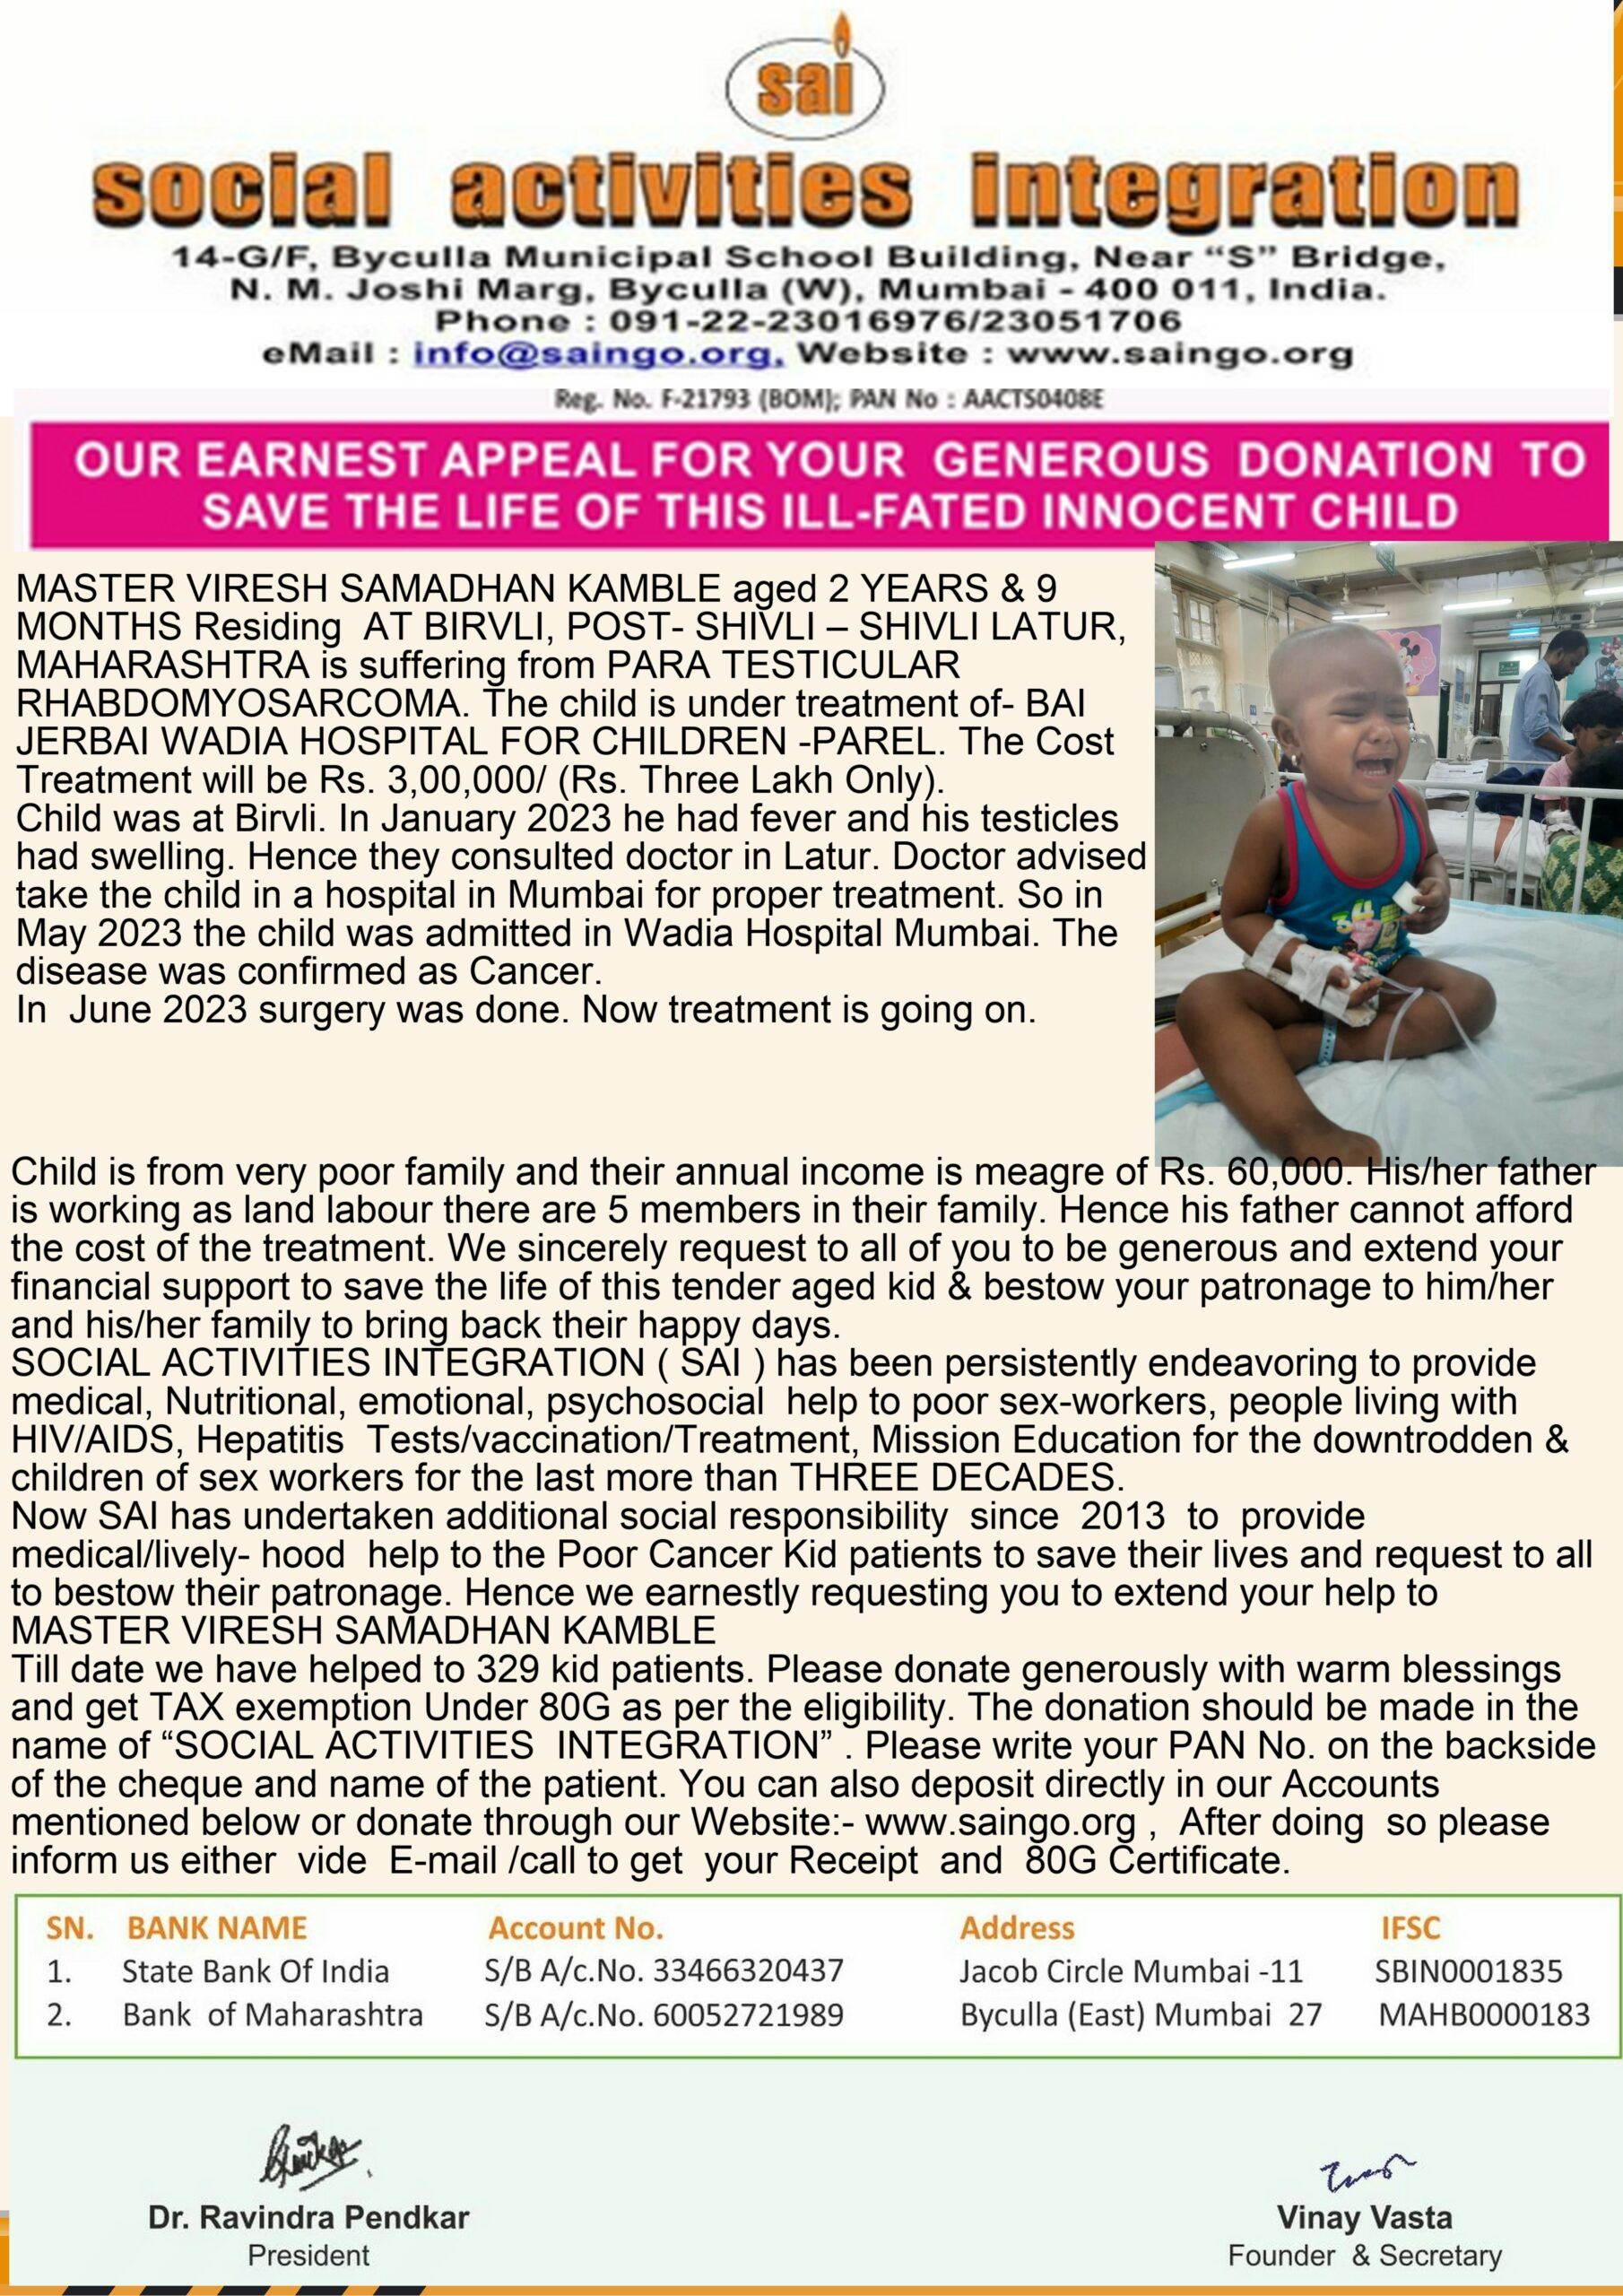 sai
social activities integration
14-G/F, Byculla Municipal School Building, Near “S” Bridge,
N. M. Joshi Marg, Byculla (W), Mumbai - 400 011, India.
Phone : 091-22-23016976/23051706
eMail : info@saingo.org, Website : www.saingo.org
Reg. No. F-21793 (BOM); PAN No : AACTS0408E
OUR EARNEST APPEAL FOR YOUR GENEROUS DONATION TO
SAVE THE LIFE OF THIS ILL-FATED INNOCENT CHILD
MASTER VIRESH SAMADHAN KAMBLE aged 2 YEARS & 9
MONTHS Residing AT BIRVLI, POST- SHIVLI – SHIVLI LATUR,
MAHARASHTRA is suffering from PARA TESTICULAR
RHABDOMYOSARCOMA. The child is under treatment of- BAI
JERBAI WADIA HOSPITAL FOR CHILDREN -PAREL. The Cost
Treatment will be Rs. 3,00,000/ (Rs. Three Lakh Only).
Child was at Birvli. In January 2023 he had fever and his testicles
had swelling. Hence they consulted doctor in Latur. Doctor advised
take the child in a hospital in Mumbai for proper treatment. So in
May 2023 the child was admitted in Wadia Hospital Mumbai. The
disease was confirmed as Cancer.
In June 2023 surgery was done. Now treatment is going on.
Child is from very poor family and their annual income is meagre of Rs. 60,000. His/her father
is working as land labour there are 5 members in their family. Hence his father cannot afford
the cost of the treatment. We sincerely request to all of you to be generous and extend your
financial support to save the life of this tender aged kid & bestow your patronage to him/her
and his/her family to bring back their happy days.
SOCIAL ACTIVITIES INTEGRATION ( SAI ) has been persistently endeavoring to provide
medical, Nutritional, emotional, psychosocial help to poor sex-workers, people living with
HIV/AIDS, Hepatitis Tests/vaccination/Treatment, Mission Education for the downtrodden &
children of sex workers for the last more than THREE DECADES.
Now SAI has undertaken additional social responsibility since 2013 to provide
medical/lively- hood help to the Poor Cancer Kid patients to save their lives and request to all
to bestow their patronage. Hence we earnestly requesting you to extend your help to
MASTER VIRESH SAMADHAN KAMBLE
Till date we have helped to 329 kid patients. Please donate generously with warm blessings
and get TAX exemption Under 80G as per the eligibility. The donation should be made in the
name of “SOCIAL ACTIVITIES INTEGRATION” . Please write your PAN No. on the backside
of the cheque and name of the patient. You can also deposit directly in our Accounts
mentioned below or donate through our Website:- www.saingo.org , After doing so please
inform us either vide E-mail /call to get your Receipt and 80G Certificate.
SN. BANK NAME Account No. Address IFSC
1. State Bank Of India S/B A/c.No. 33466320437 Jacob Circle Mumbai -11 SBIN0001835
2. Bank of Maharashtra S/B A/c.No. 60052721989 Byculla (East) Mumbai 27 MAHB0000183
Dr. Ravindra Pendkar
President
Vinay Vasta
Founder & Secretary